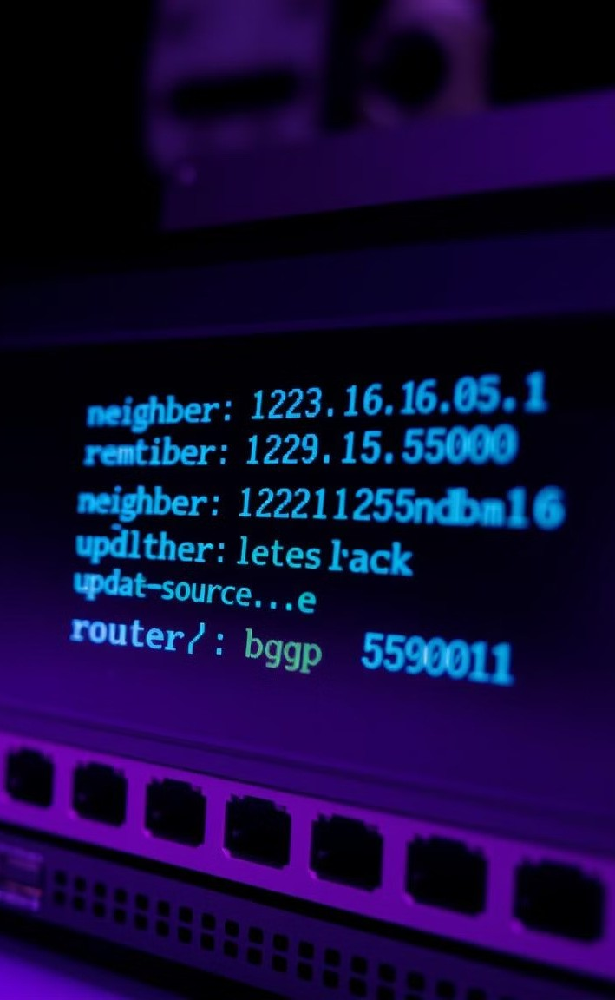 neighber: 1223.16.16.05.1
remtiber: 1229.15.55000
neighber: 122211255ndbm16
updlther: letes lack
updat-source...e
router/: bggp 5590011